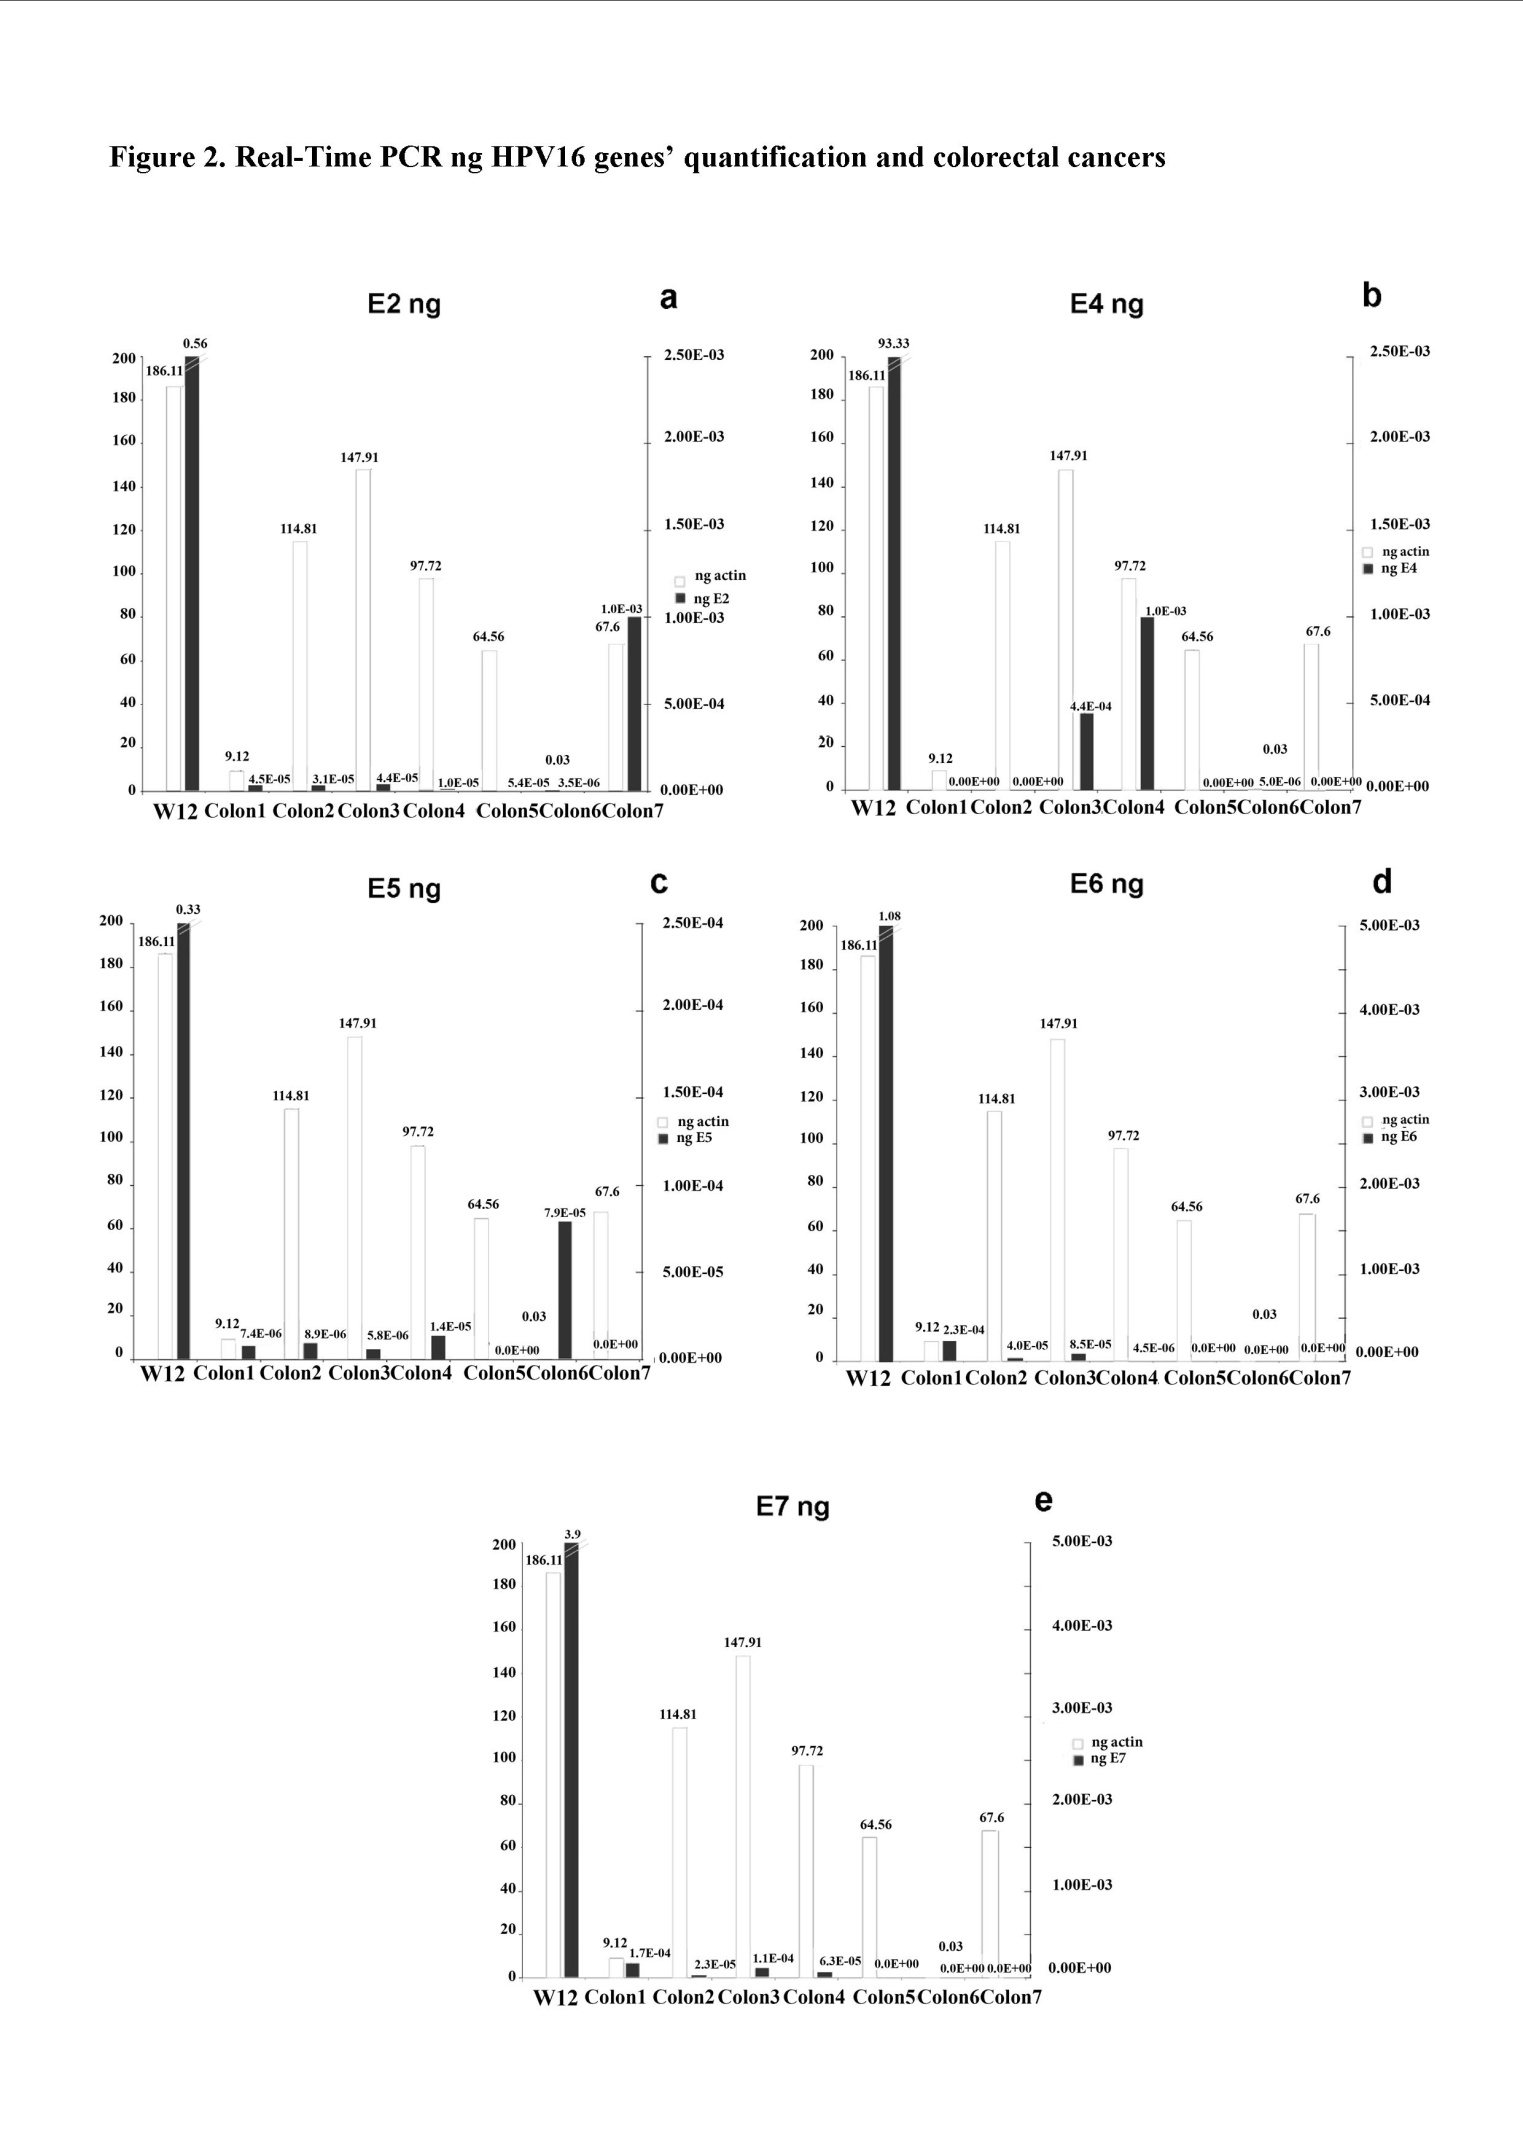 Figure 2. Real-Time PCR ng HPV16 genes’ quantification and colorectal cancers
E2 ng
a
0.56
200
186.11
180
160
147.91
140
120
114.81
100
97.72
80
64.56
60
40
20
9.12
4.5E-05
3.1E-05
4.4E-05
1.0E-05
5.4E-05
0.03
3.5E-06
1.0E-03
67.6
0
2.50E-03
2.00E-03
1.50E-03
ng actin
ng E2
1.00E-03
5.00E-04
0.00E+00
W12 Colon1 Colon2 Colon3 Colon4 Colon5 Colon6 Colon7
E4 ng
b
93.33
200
186.11
180
160
147.91
140
120
114.81
100
97.72
80
1.0E-03
64.56
60
67.6
40
4.4E-04
20
9.12
0.00E+00
0.00E+00
0.00E+00
0.03
5.0E-06
0.00E+00
0
2.50E-03
2.00E-03
1.50E-03
ng actin
ng E4
1.00E-03
5.00E-04
0.00E+00
W12 Colon1 Colon2 Colon3 Colon4 Colon5 Colon6 Colon7
E5 ng
c
0.33
200
186.11
180
160
147.91
140
120
114.81
100
97.72
80
64.56
7.9E-05
67.6
60
40
20
9.12
7.4E-06
8.9E-06
5.8E-06
1.4E-05
0.0E+00
0.03
0.0E+00
0
2.50E-04
2.00E-04
1.50E-04
ng actin
ng E5
1.00E-04
5.00E-05
0.00E+00
W12 Colon1 Colon2 Colon3 Colon4 Colon5 Colon6 Colon7
E6 ng
d
1.08
200
186.11
180
160
147.91
140
120
114.81
100
97.72
80
64.56
67.6
60
40
20
9.12
2.3E-04
4.0E-05
8.5E-05
4.5E-06
0.0E+00
0.03
0.0E+00
0.0E+00
0
5.00E-03
4.00E-03
3.00E-03
ng actin
ng E6
2.00E-03
1.00E-03
0.00E+00
W12 Colon1 Colon2 Colon3 Colon4 Colon5 Colon6 Colon7
E7 ng
e
3.9
200
186.11
180
160
147.91
140
120
114.81
100
97.72
80
64.56
67.6
60
40
20
9.12
1.7E-04
2.3E-05
1.1E-04
6.3E-05
0.0E+00
0.03
0.0E+00
0.0E+00
0
5.00E-03
4.00E-03
3.00E-03
ng actin
ng E7
2.00E-03
1.00E-03
0.00E+00
W12 Colon1 Colon2 Colon3 Colon4 Colon5 Colon6 Colon7